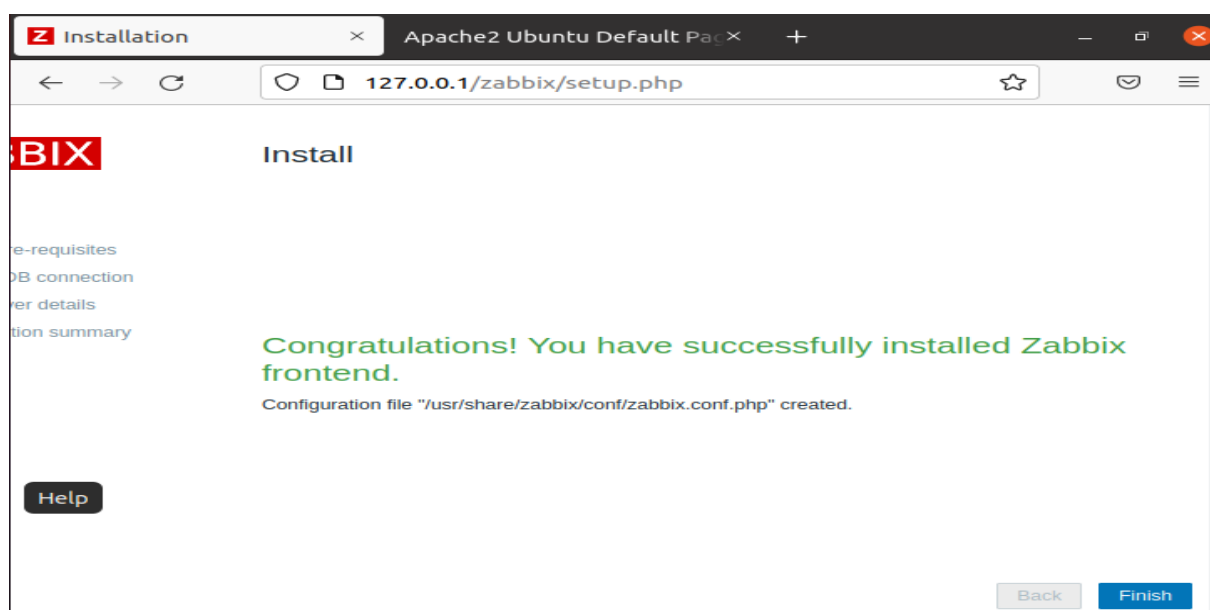 Z Installation
Apache2 Ubuntu Default Pag
127.0.0.1/zabbix/setup.php
BBIX
Install
re-requisites
DB connection
ver details
tion summary
Congratulations! You have successfully installed Zabbix
frontend.
Configuration file "/usr/share/zabbix/conf/zabbix.conf.php" created.
Help
Back
Finish